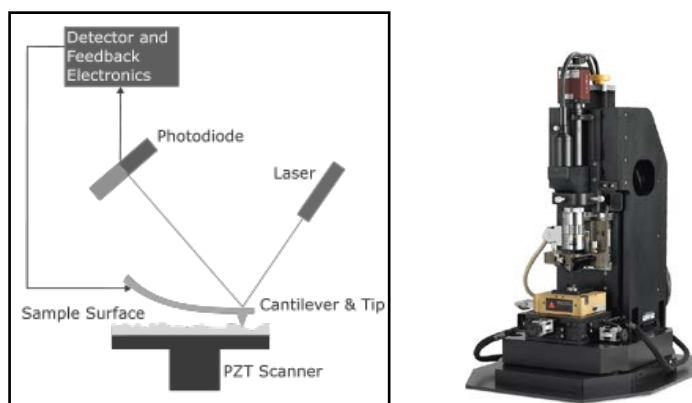 Detector and
Feedback
Electronics
Photodiode
Laser
Cantilever & Tip
Sample Surface
PZT Scanner